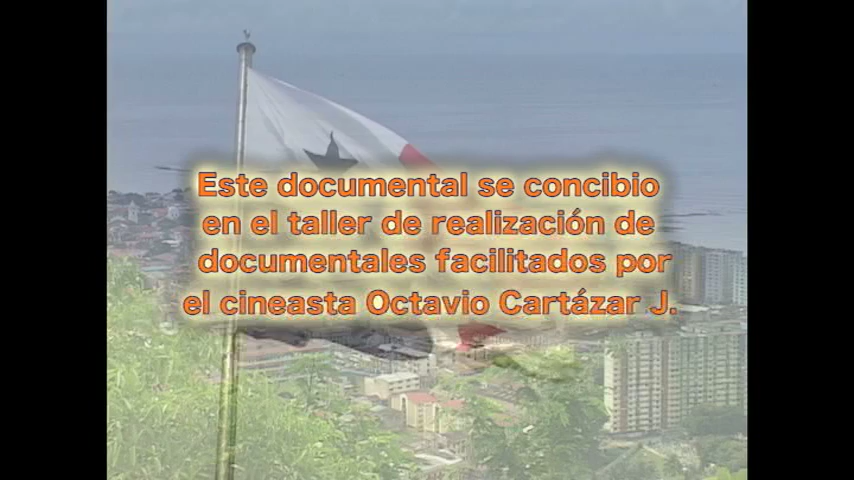 Este documental se concibio
en el taller de realización de
documentales facilitados por
el cineasta Octavio Cartázar J.